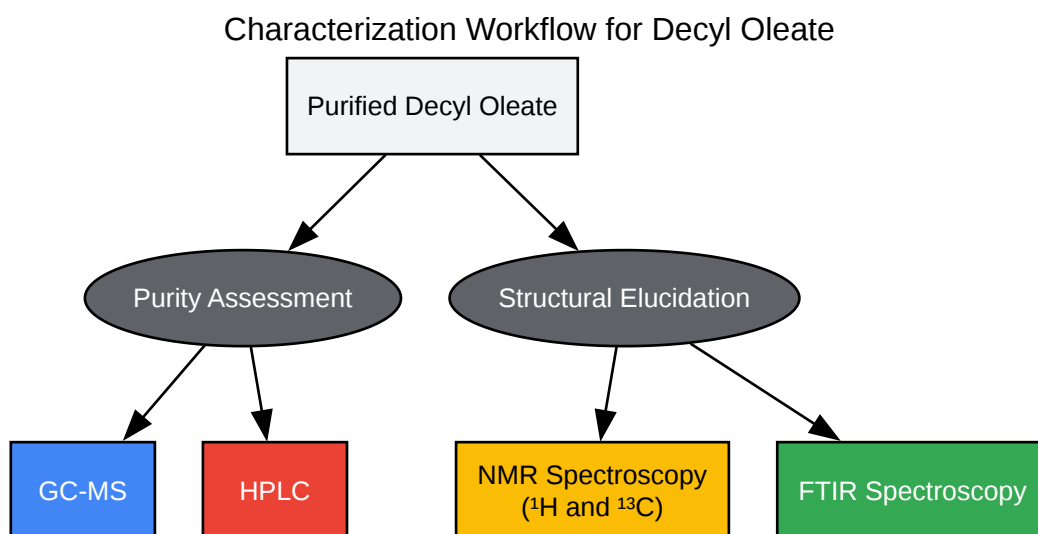 Characterization Workflow for Decyl Oleate
Purified Decyl Oleate
Purity Assessment
Structural Elucidation
GC-MS
HPLC
NMR Spectroscopy
(¹H and ¹³C)
FTIR Spectroscopy